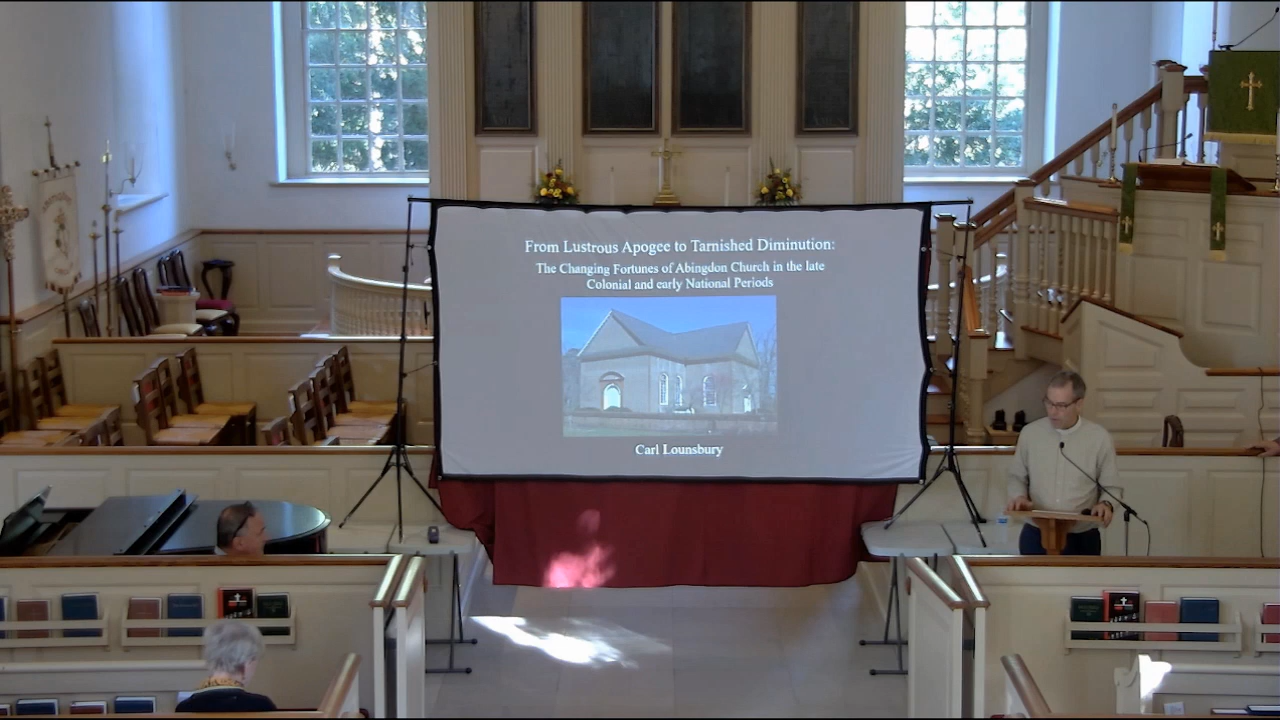 From Lustrous Apogee to Tarnished Diminution:
The Changing Fortunes of Abingdon Church in the late
Colonial and early National Periods
Carl Lounsbury